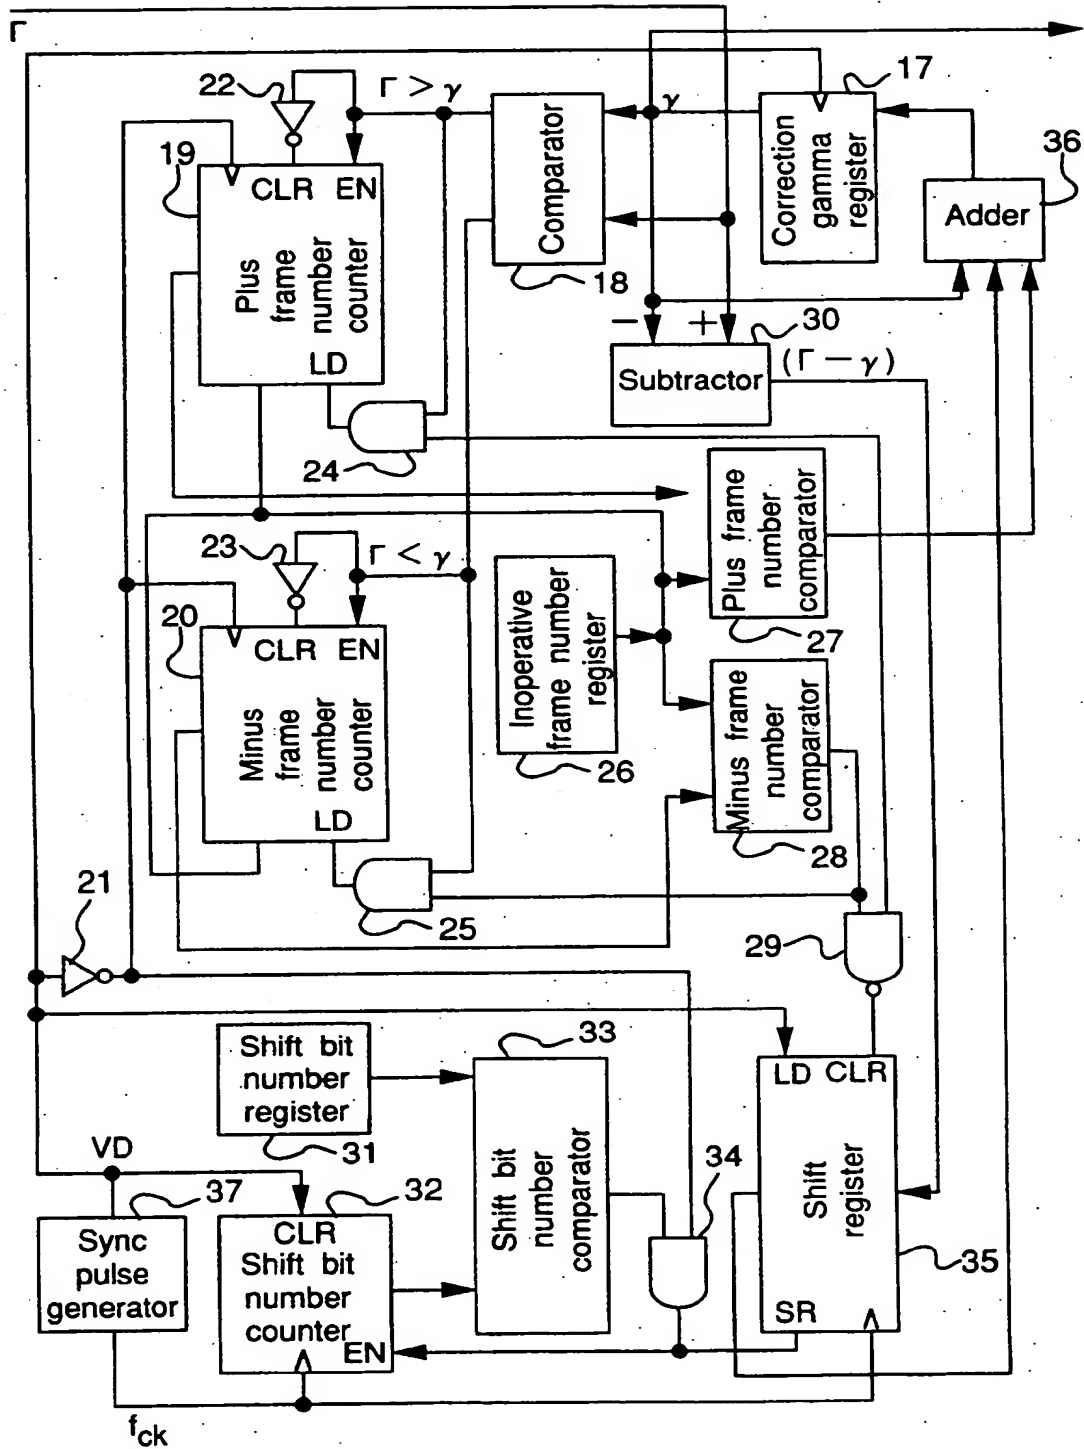 Γ
22
Γ > γ
γ
17
19
CLR EN
Plus
frame
number
counter
LD
Comparator
18
Correction
gamma
register
36
Adder
24
− +
30
Subtractor
(Γ − γ)
23
Γ < γ
20
CLR EN
Minus
frame
number
counter
LD
Inoperative
frame number
register
26
Plus frame
number
comparator
27
Minus frame
number
comparator
28
25
21
29
Shift bit
number
register
31
33
Shift bit
number
comparator
34
LD CLR
Shift
register
SR
35
VD
37
Sync
pulse
generator
32
CLR
Shift bit
number
counter
EN
fck